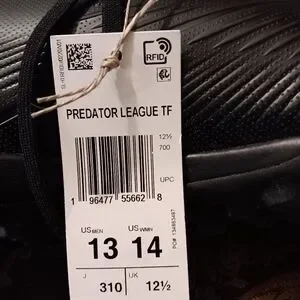 RFID
PREDATOR LEAGUE TF
12½
700
UPC
1 96477 55662 8
US MEN US WMN
13 14
J UK
310 12½